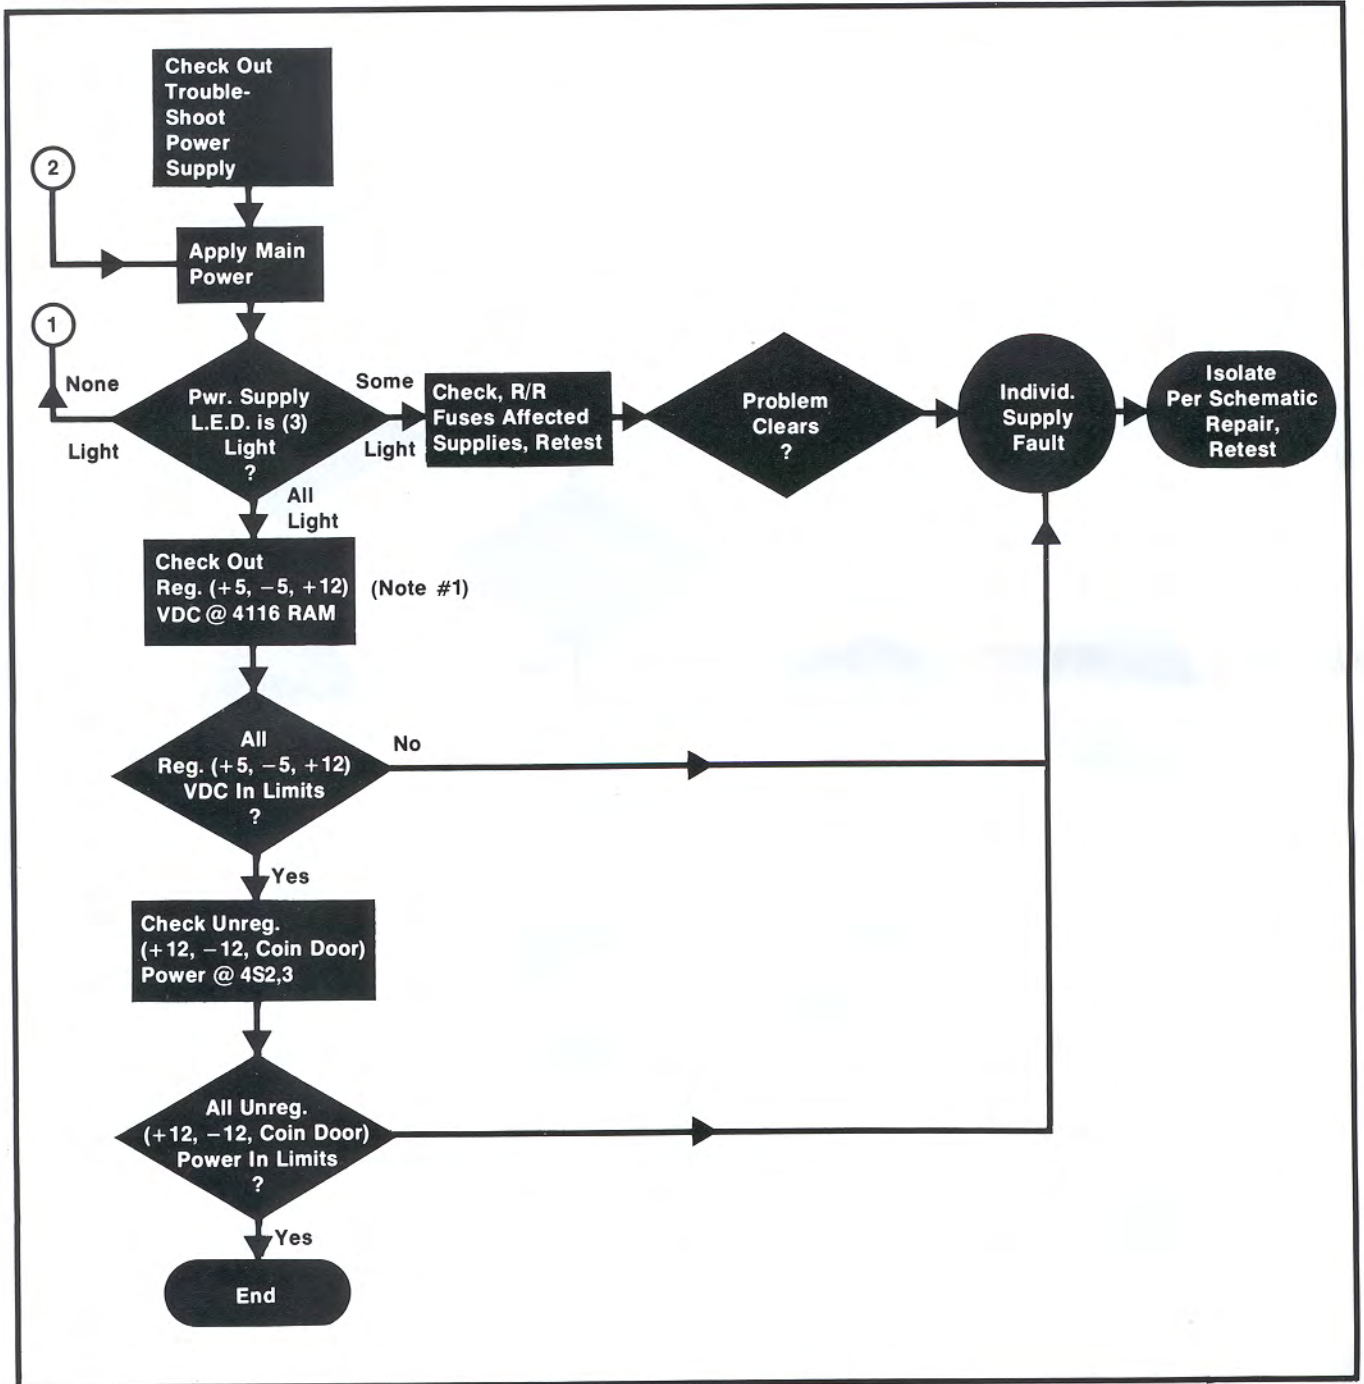 Check Out
Trouble-
Shoot
Power
Supply
2
Apply Main
Power
1
None
Light
Pwr. Supply
L.E.D. is (3)
Light
?
Some
Light
Check, R/R
Fuses Affected
Supplies, Retest
Problem
Clears
?
Individ.
Supply
Fault
Isolate
Per Schematic
Repair,
Retest
All
Light
Check Out
Reg. (+5, −5, +12)
VDC @ 4116 RAM
(Note #1)
All
Reg. (+5, −5, +12)
VDC In Limits
?
No
Yes
Check Unreg.
(+12, −12, Coin Door)
Power @ 4S2,3
All Unreg.
(+12, −12, Coin Door)
Power In Limits
?
Yes
End